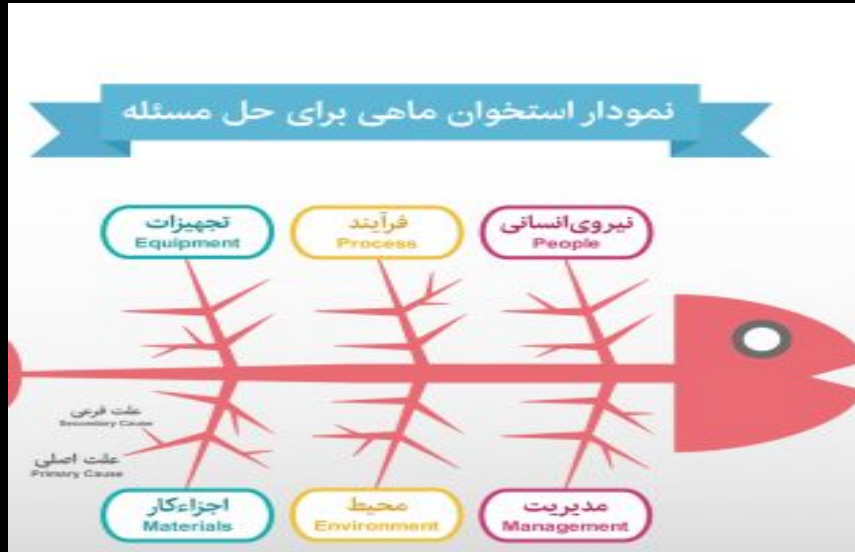 نمودار استخوان ماهی برای حل مسئله
نیروی‌انسانی
People
فرآیند
Process
تجهیزات
Equipment
علت فرعی
Secondary Cause
علت اصلی
Primary Cause
مدیریت
Management
محیط
Environment
اجزاءکار
Materials